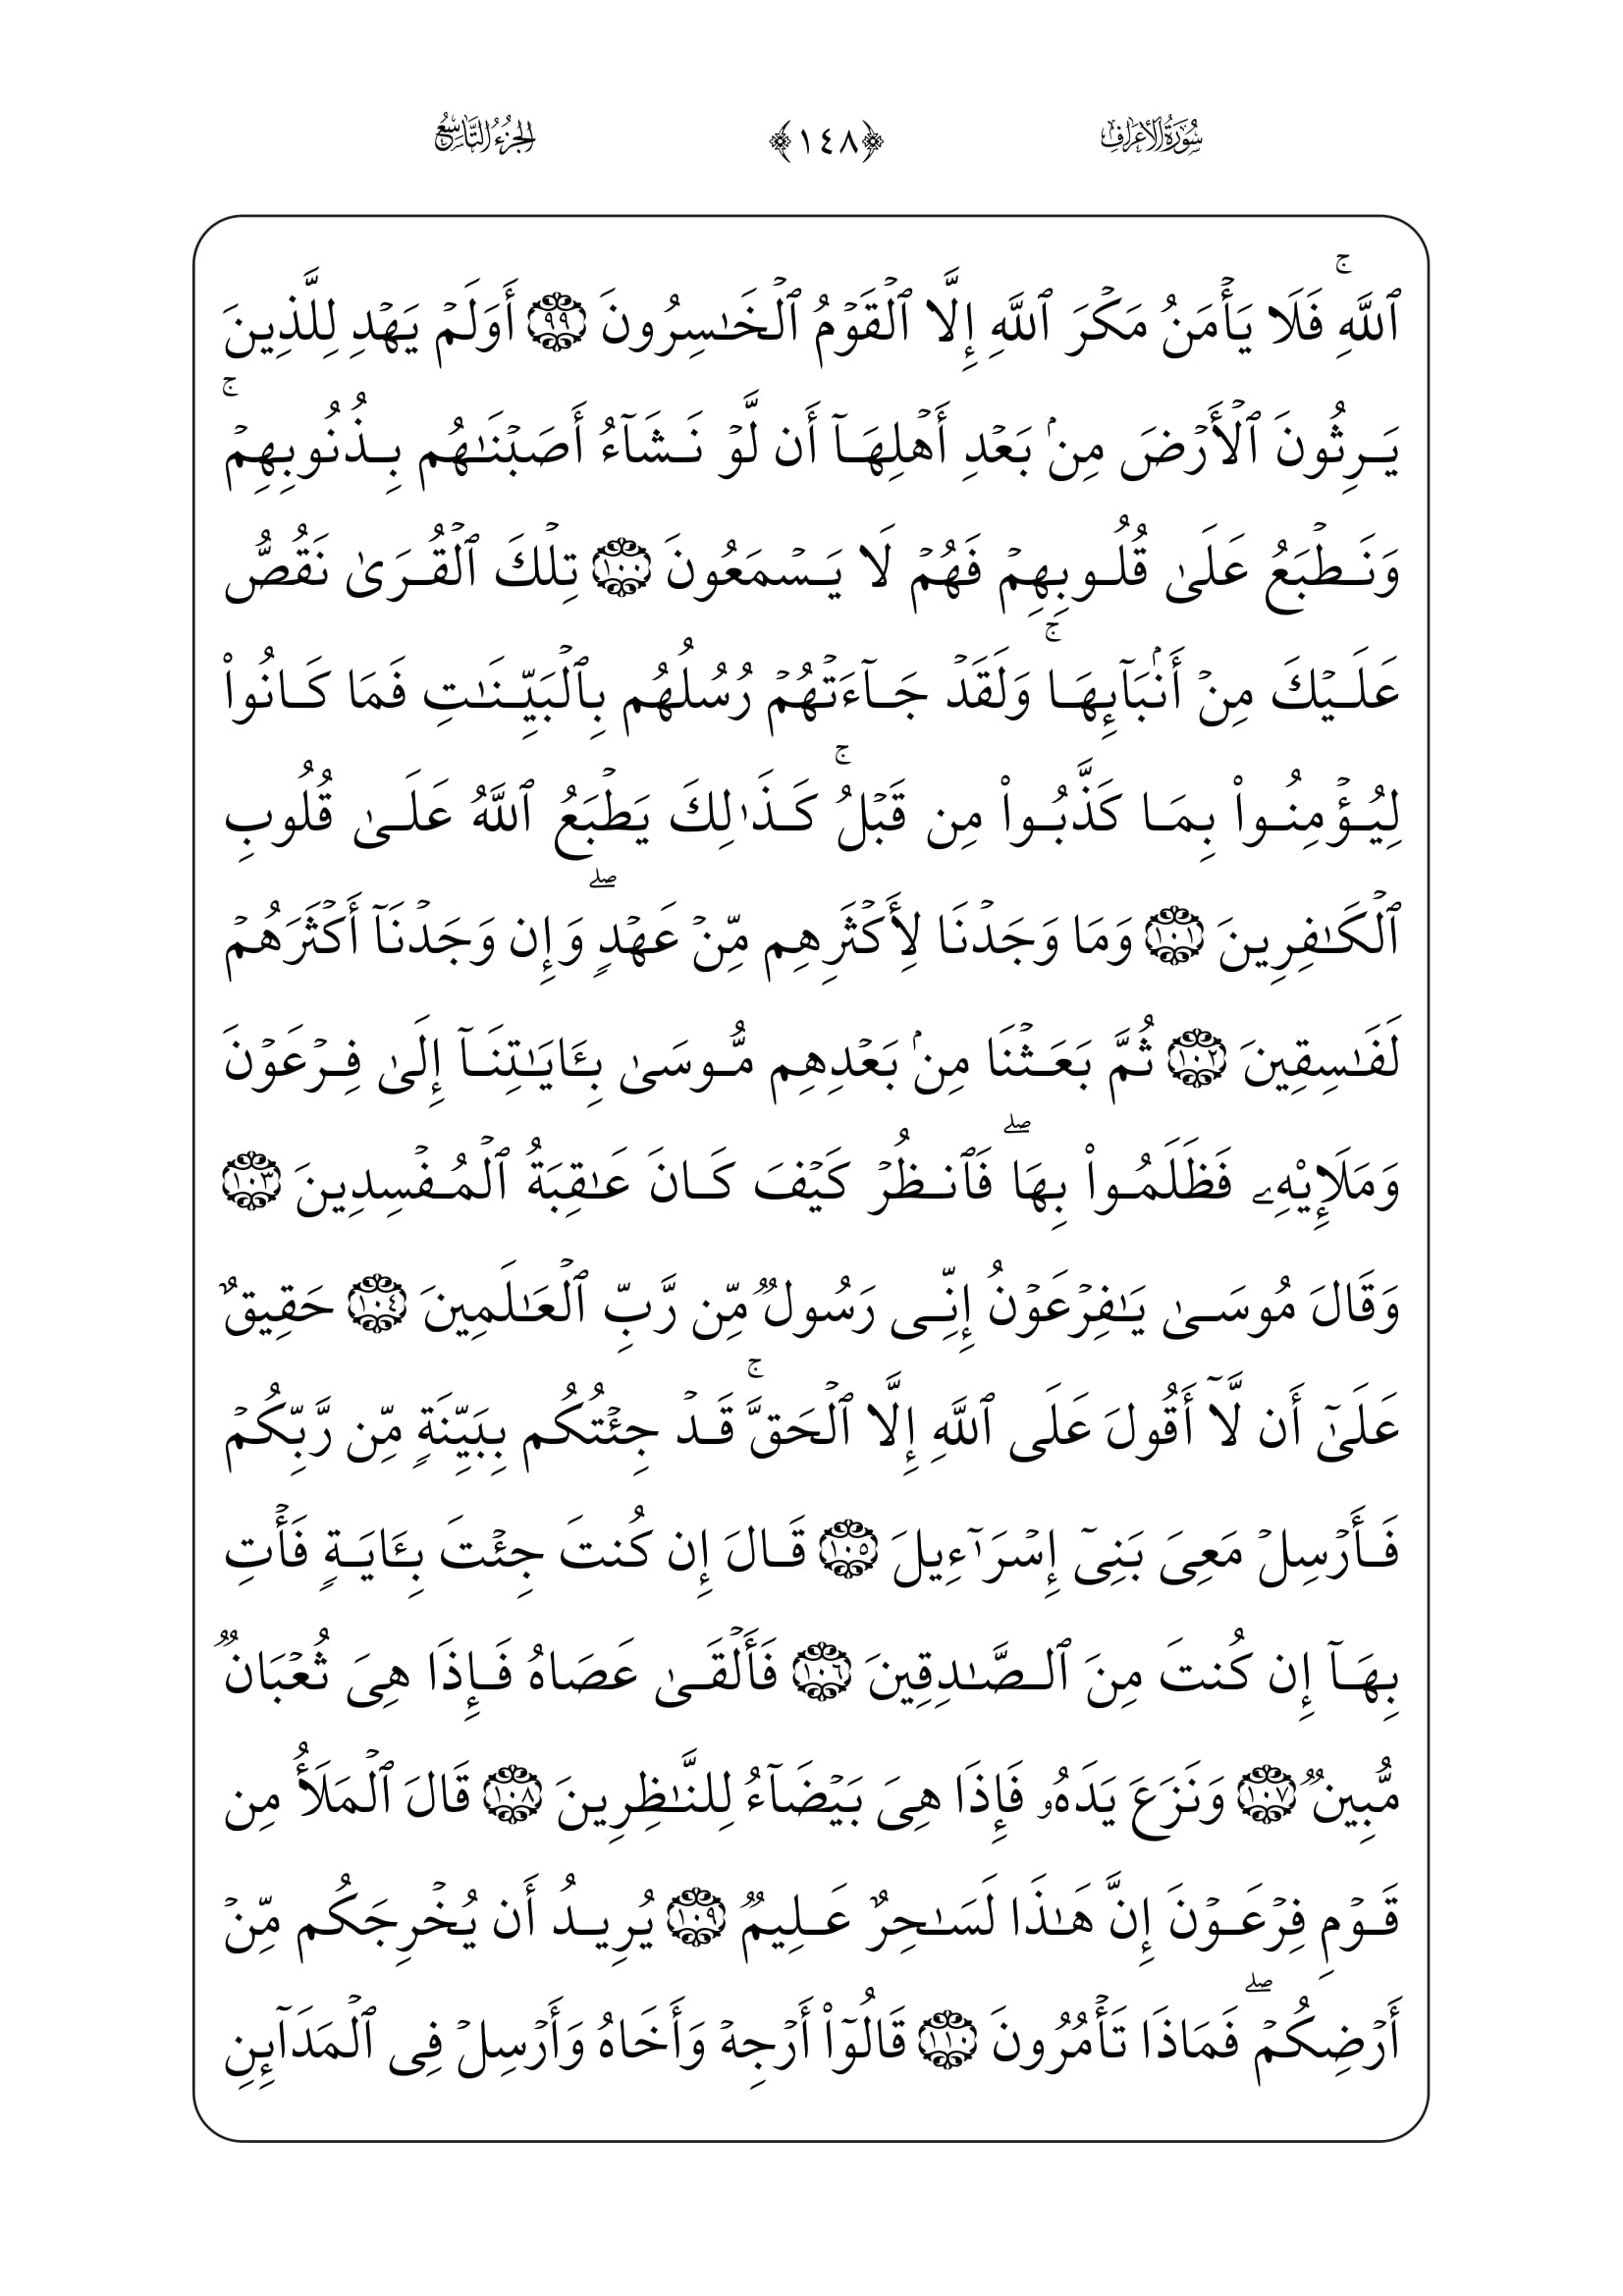 سُورَةُ الأَعْرَافِ ﴿١٤٨﴾ الجُزْءُ التَّاسِعُ
ٱللَّهِۚ فَلَا يَأۡمَنُ مَكۡرَ ٱللَّهِ إِلَّا ٱلۡقَوۡمُ ٱلۡخَٰسِرُونَ ٩٩ أَوَلَمۡ يَهۡدِ لِلَّذِينَ
يَرِثُونَ ٱلۡأَرۡضَ مِنۢ بَعۡدِ أَهۡلِهَآ أَن لَّوۡ نَشَآءُ أَصَبۡنَٰهُم بِذُنُوبِهِمۡۚ
وَنَطۡبَعُ عَلَىٰ قُلُوبِهِمۡ فَهُمۡ لَا يَسۡمَعُونَ ١٠٠ تِلۡكَ ٱلۡقُرَىٰ نَقُصُّ
عَلَيۡكَ مِنۡ أَنۢبَآئِهَاۚ وَلَقَدۡ جَآءَتۡهُمۡ رُسُلُهُم بِٱلۡبَيِّنَٰتِ فَمَا كَانُواْ
لِيُؤۡمِنُواْ بِمَا كَذَّبُواْ مِن قَبۡلُۚ كَذَٰلِكَ يَطۡبَعُ ٱللَّهُ عَلَىٰ قُلُوبِ
ٱلۡكَٰفِرِينَ ١٠١ وَمَا وَجَدۡنَا لِأَكۡثَرِهِم مِّنۡ عَهۡدٖۖ وَإِن وَجَدۡنَآ أَكۡثَرَهُمۡ
لَفَٰسِقِينَ ١٠٢ ثُمَّ بَعَثۡنَا مِنۢ بَعۡدِهِم مُّوسَىٰ بِـَٔايَٰتِنَآ إِلَىٰ فِرۡعَوۡنَ
وَمَلَإِيْهِۦ فَظَلَمُواْ بِهَاۖ فَٱنظُرۡ كَيۡفَ كَانَ عَٰقِبَةُ ٱلۡمُفۡسِدِينَ ١٠٣
وَقَالَ مُوسَىٰ يَٰفِرۡعَوۡنُ إِنِّى رَسُولٞ مِّن رَّبِّ ٱلۡعَٰلَمِينَ ١٠٤ حَقِيقٌ
عَلَىٰٓ أَن لَّآ أَقُولَ عَلَى ٱللَّهِ إِلَّا ٱلۡحَقَّۚ قَدۡ جِئۡتُكُم بِبَيِّنَةٖ مِّن رَّبِّكُمۡ
فَأَرۡسِلۡ مَعِىَ بَنِىٓ إِسۡرَٰٓءِيلَ ١٠٥ قَالَ إِن كُنتَ جِئۡتَ بِـَٔايَةٖ فَأۡتِ
بِهَآ إِن كُنتَ مِنَ ٱلصَّٰدِقِينَ ١٠٦ فَأَلۡقَىٰ عَصَاهُ فَإِذَا هِىَ ثُعۡبَانٞ
مُّبِينٞ ١٠٧ وَنَزَعَ يَدَهُۥ فَإِذَا هِىَ بَيۡضَآءُ لِلنَّٰظِرِينَ ١٠٨ قَالَ ٱلۡمَلَأُ مِن
قَوۡمِ فِرۡعَوۡنَ إِنَّ هَٰذَا لَسَٰحِرٌ عَلِيمٞ ١٠٩ يُرِيدُ أَن يُخۡرِجَكُم مِّنۡ
أَرۡضِكُمۡۖ فَمَاذَا تَأۡمُرُونَ ١١٠ قَالُوٓاْ أَرۡجِهۡ وَأَخَاهُ وَأَرۡسِلۡ فِى ٱلۡمَدَآئِنِ